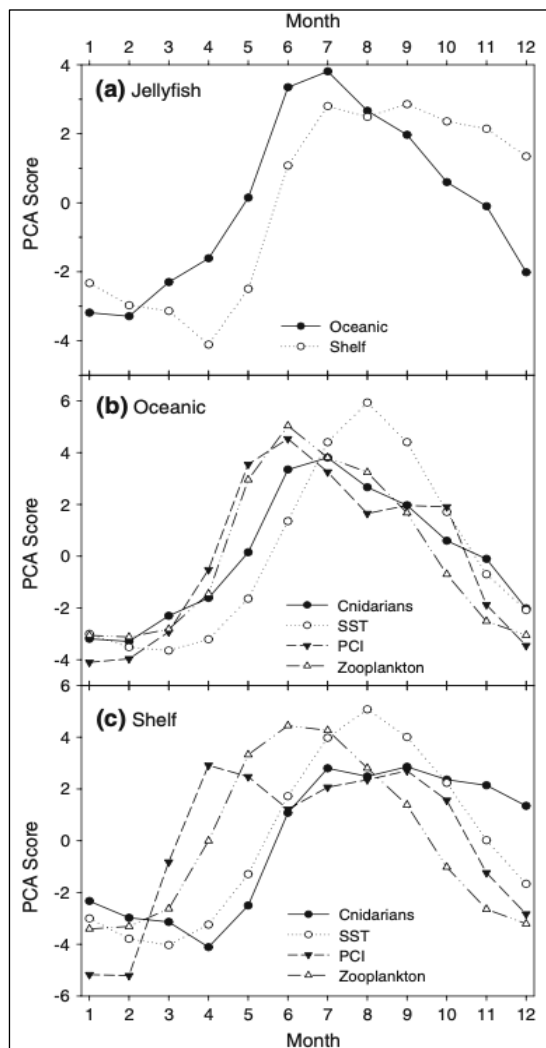 Month
1 2 3 4 5 6 7 8 9 10 11 12
(a) Jellyfish
4
2
0
-2
-4
PCA Score
Oceanic
Shelf
(b) Oceanic
6
4
2
0
-2
-4
PCA Score
Cnidarians
SST
PCI
Zooplankton
(c) Shelf
6
4
2
0
-2
-4
-6
PCA Score
Cnidarians
SST
PCI
Zooplankton
1 2 3 4 5 6 7 8 9 10 11 12
Month